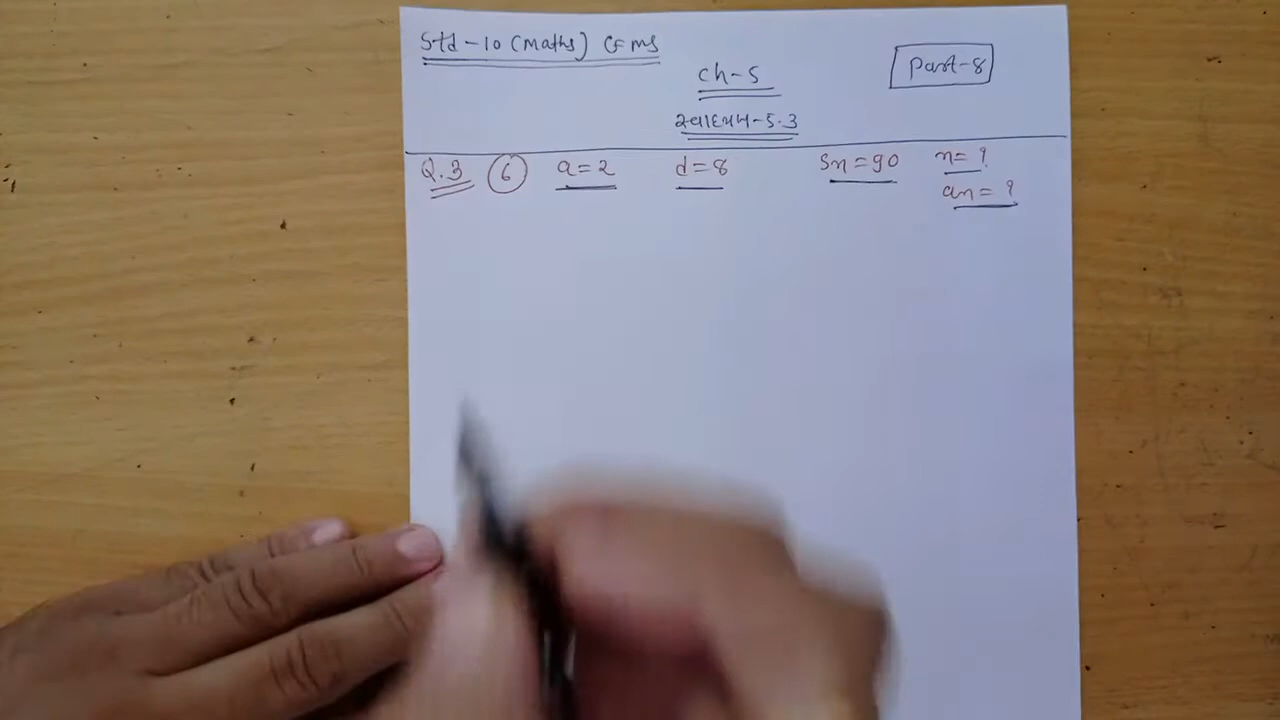 Std-10 (Maths) GMS
Ch-5
સ્વાધ્યાય-5.3
Part-8
Q.3 6 a=2 d=8 Sn=90 n=?
an=?